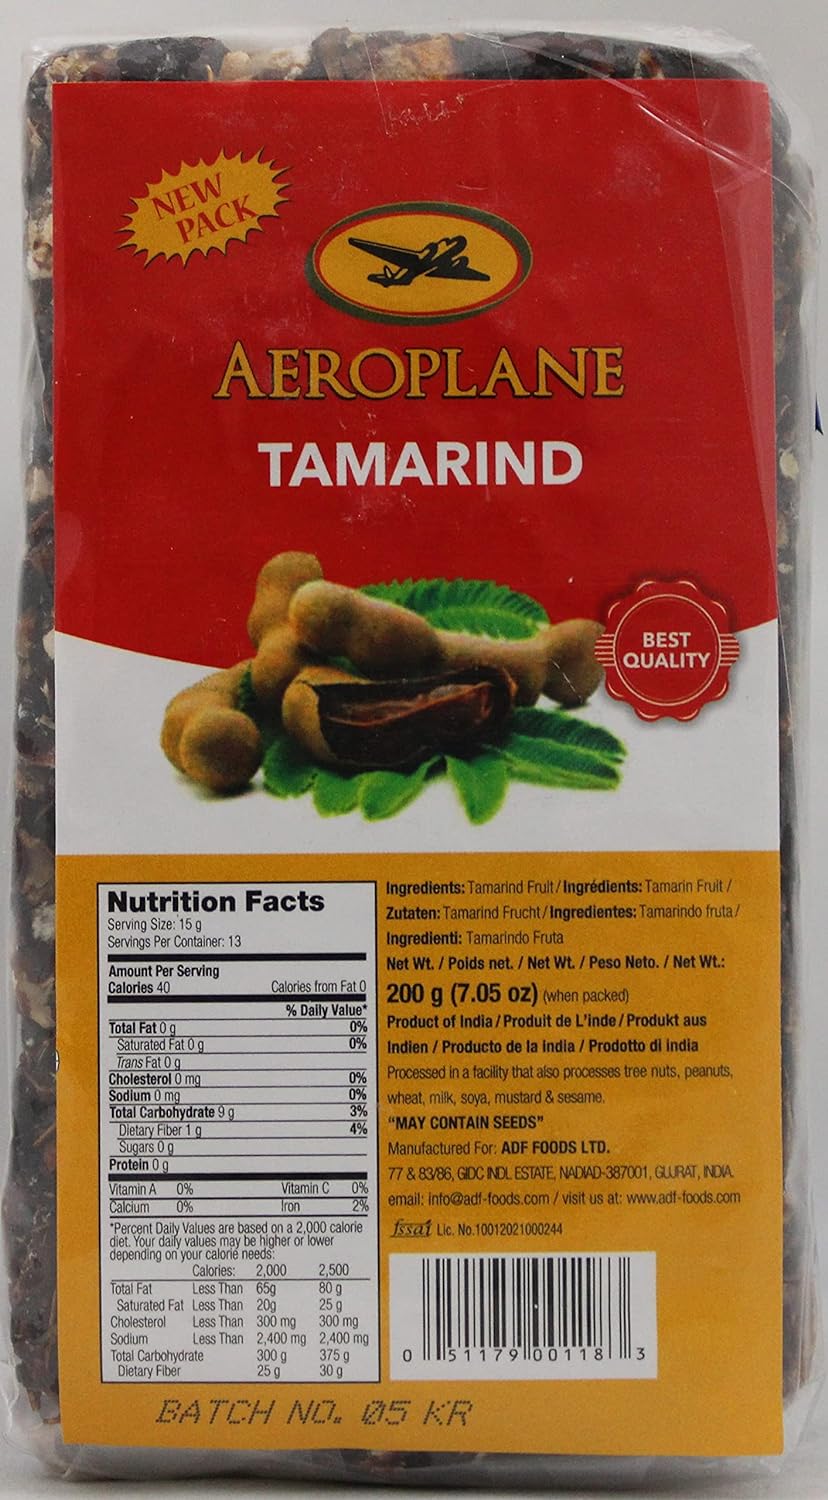 NEW
PACK
AEROPLANE
TAMARIND
BEST
QUALITY
Nutrition Facts
Serving Size: 15 g
Servings Per Container: 13
Amount Per Serving
Calories 40 Calories from Fat 0
% Daily Value*
Total Fat 0 g 0%
Saturated Fat 0 g 0%
Trans Fat 0 g
Cholesterol 0 mg 0%
Sodium 0 mg 0%
Total Carbohydrate 9 g 3%
Dietary Fiber 1 g 4%
Sugars 0 g
Protein 0 g
Vitamin A 0% Vitamin C 0%
Calcium 0% Iron 2%
*Percent Daily Values are based on a 2,000 calorie
diet. Your daily values may be higher or lower
depending on your calorie needs:
Calories: 2,000 2,500
Total Fat Less Than 65g 80 g
Saturated Fat Less Than 20g 25 g
Cholesterol Less Than 300 mg 300 mg
Sodium Less Than 2,400 mg 2,400 mg
Total Carbohydrate 300 g 375 g
Dietary Fiber 25 g 30 g
Ingredients: Tamarind Fruit / Ingrédients: Tamarin Fruit /
Zutaten: Tamarind Frucht / Ingredientes: Tamarindo fruta /
Ingredienti: Tamarindo Fruta
Net Wt. / Poids net. / Net Wt. / Peso Neto. / Net Wt.:
200 g (7.05 oz) (when packed)
Product of India / Produit de L'inde / Produkt aus
Indien / Producto de la india / Prodotto di india
Processed in a facility that also processes tree nuts, peanuts,
wheat, milk, soya, mustard & sesame.
"MAY CONTAIN SEEDS"
Manufactured For: ADF FOODS LTD.
77 & 83/86, GIDC INDL ESTATE, NADIAD-387001, GUJRAT, INDIA.
email: info@adf-foods.com / visit us at: www.adf-foods.com
fssai Lic. No.10012021000244
0 51179 00118 3
BATCH NO. 05 KR